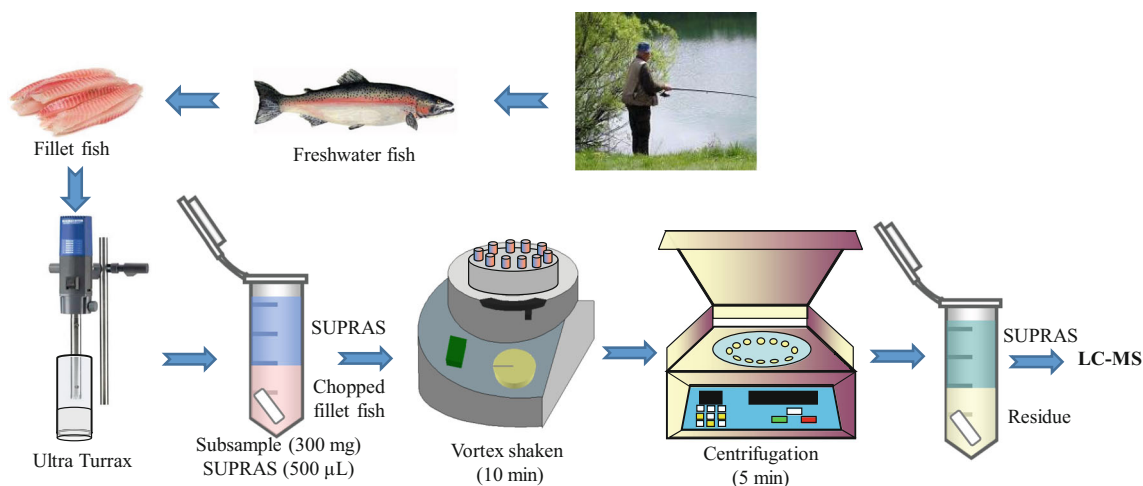 Fillet fish
Freshwater fish
Ultra Turrax
SUPRAS
Chopped
fillet fish
Subsample (300 mg)
SUPRAS (500 µL)
Vortex shaken
(10 min)
Centrifugation
(5 min)
SUPRAS
Residue
LC-MS